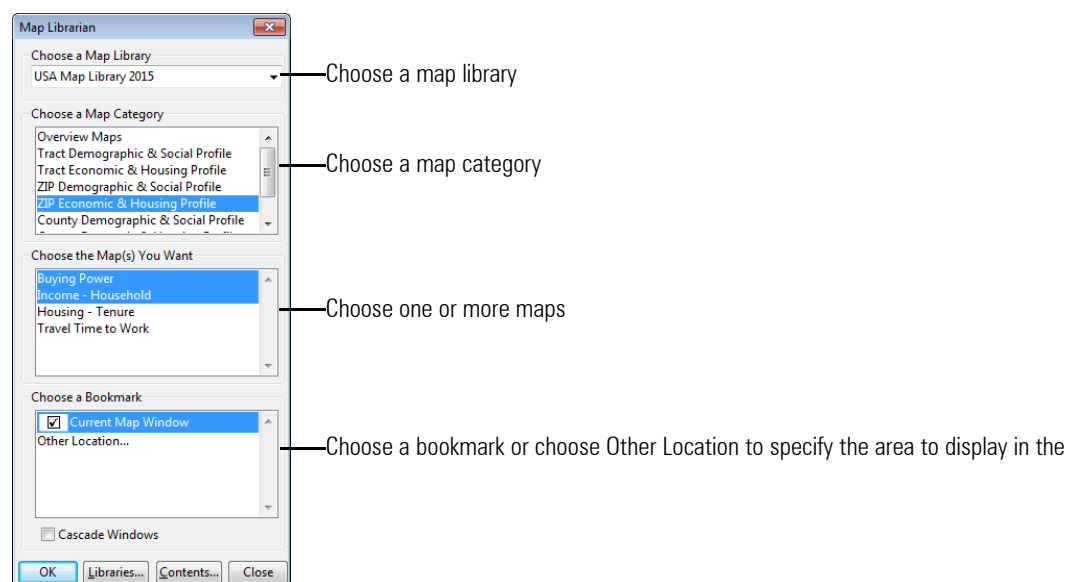 Map Librarian
Choose a Map Library
USA Map Library 2015
Choose a map library
Choose a Map Category
Overview Maps
Tract Demographic & Social Profile
Tract Economic & Housing Profile
ZIP Demographic & Social Profile
ZIP Economic & Housing Profile
County Demographic & Social Profile
Choose a map category
Choose the Map(s) You Want
Buying Power
Income - Household
Housing - Tenure
Travel Time to Work
Choose one or more maps
Choose a Bookmark
Current Map Window
Other Location...
Choose a bookmark or choose Other Location to specify the area to display in the
Cascade Windows
OK Libraries... Contents... Close